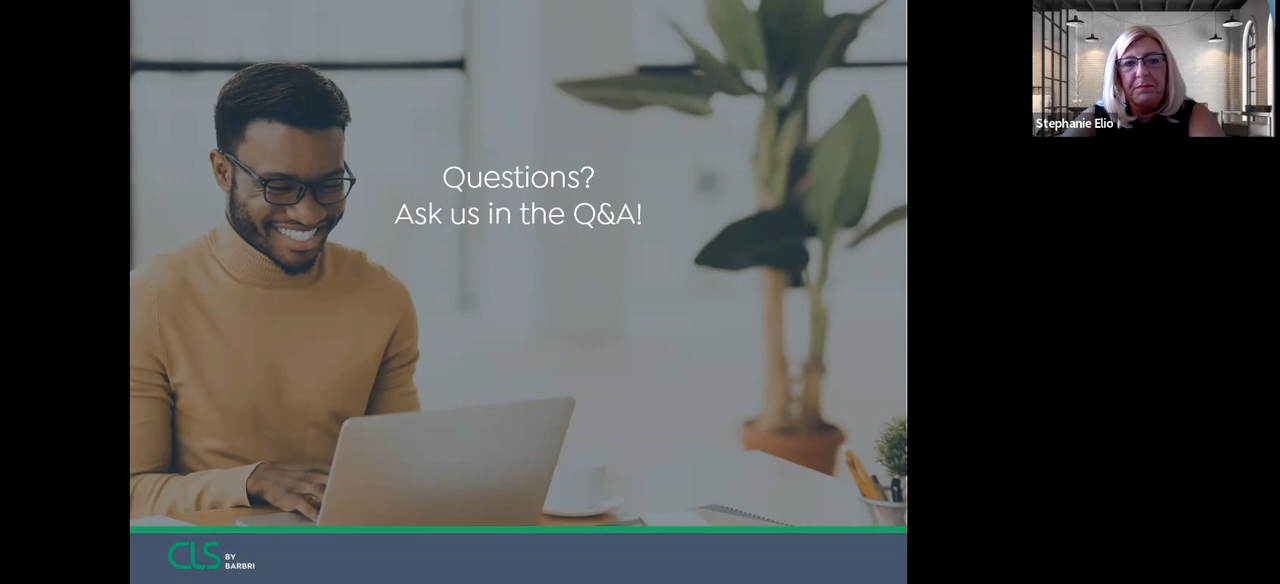 Questions?
Ask us in the Q&A!
Stephanie Elio
CLS BY
BARBRI